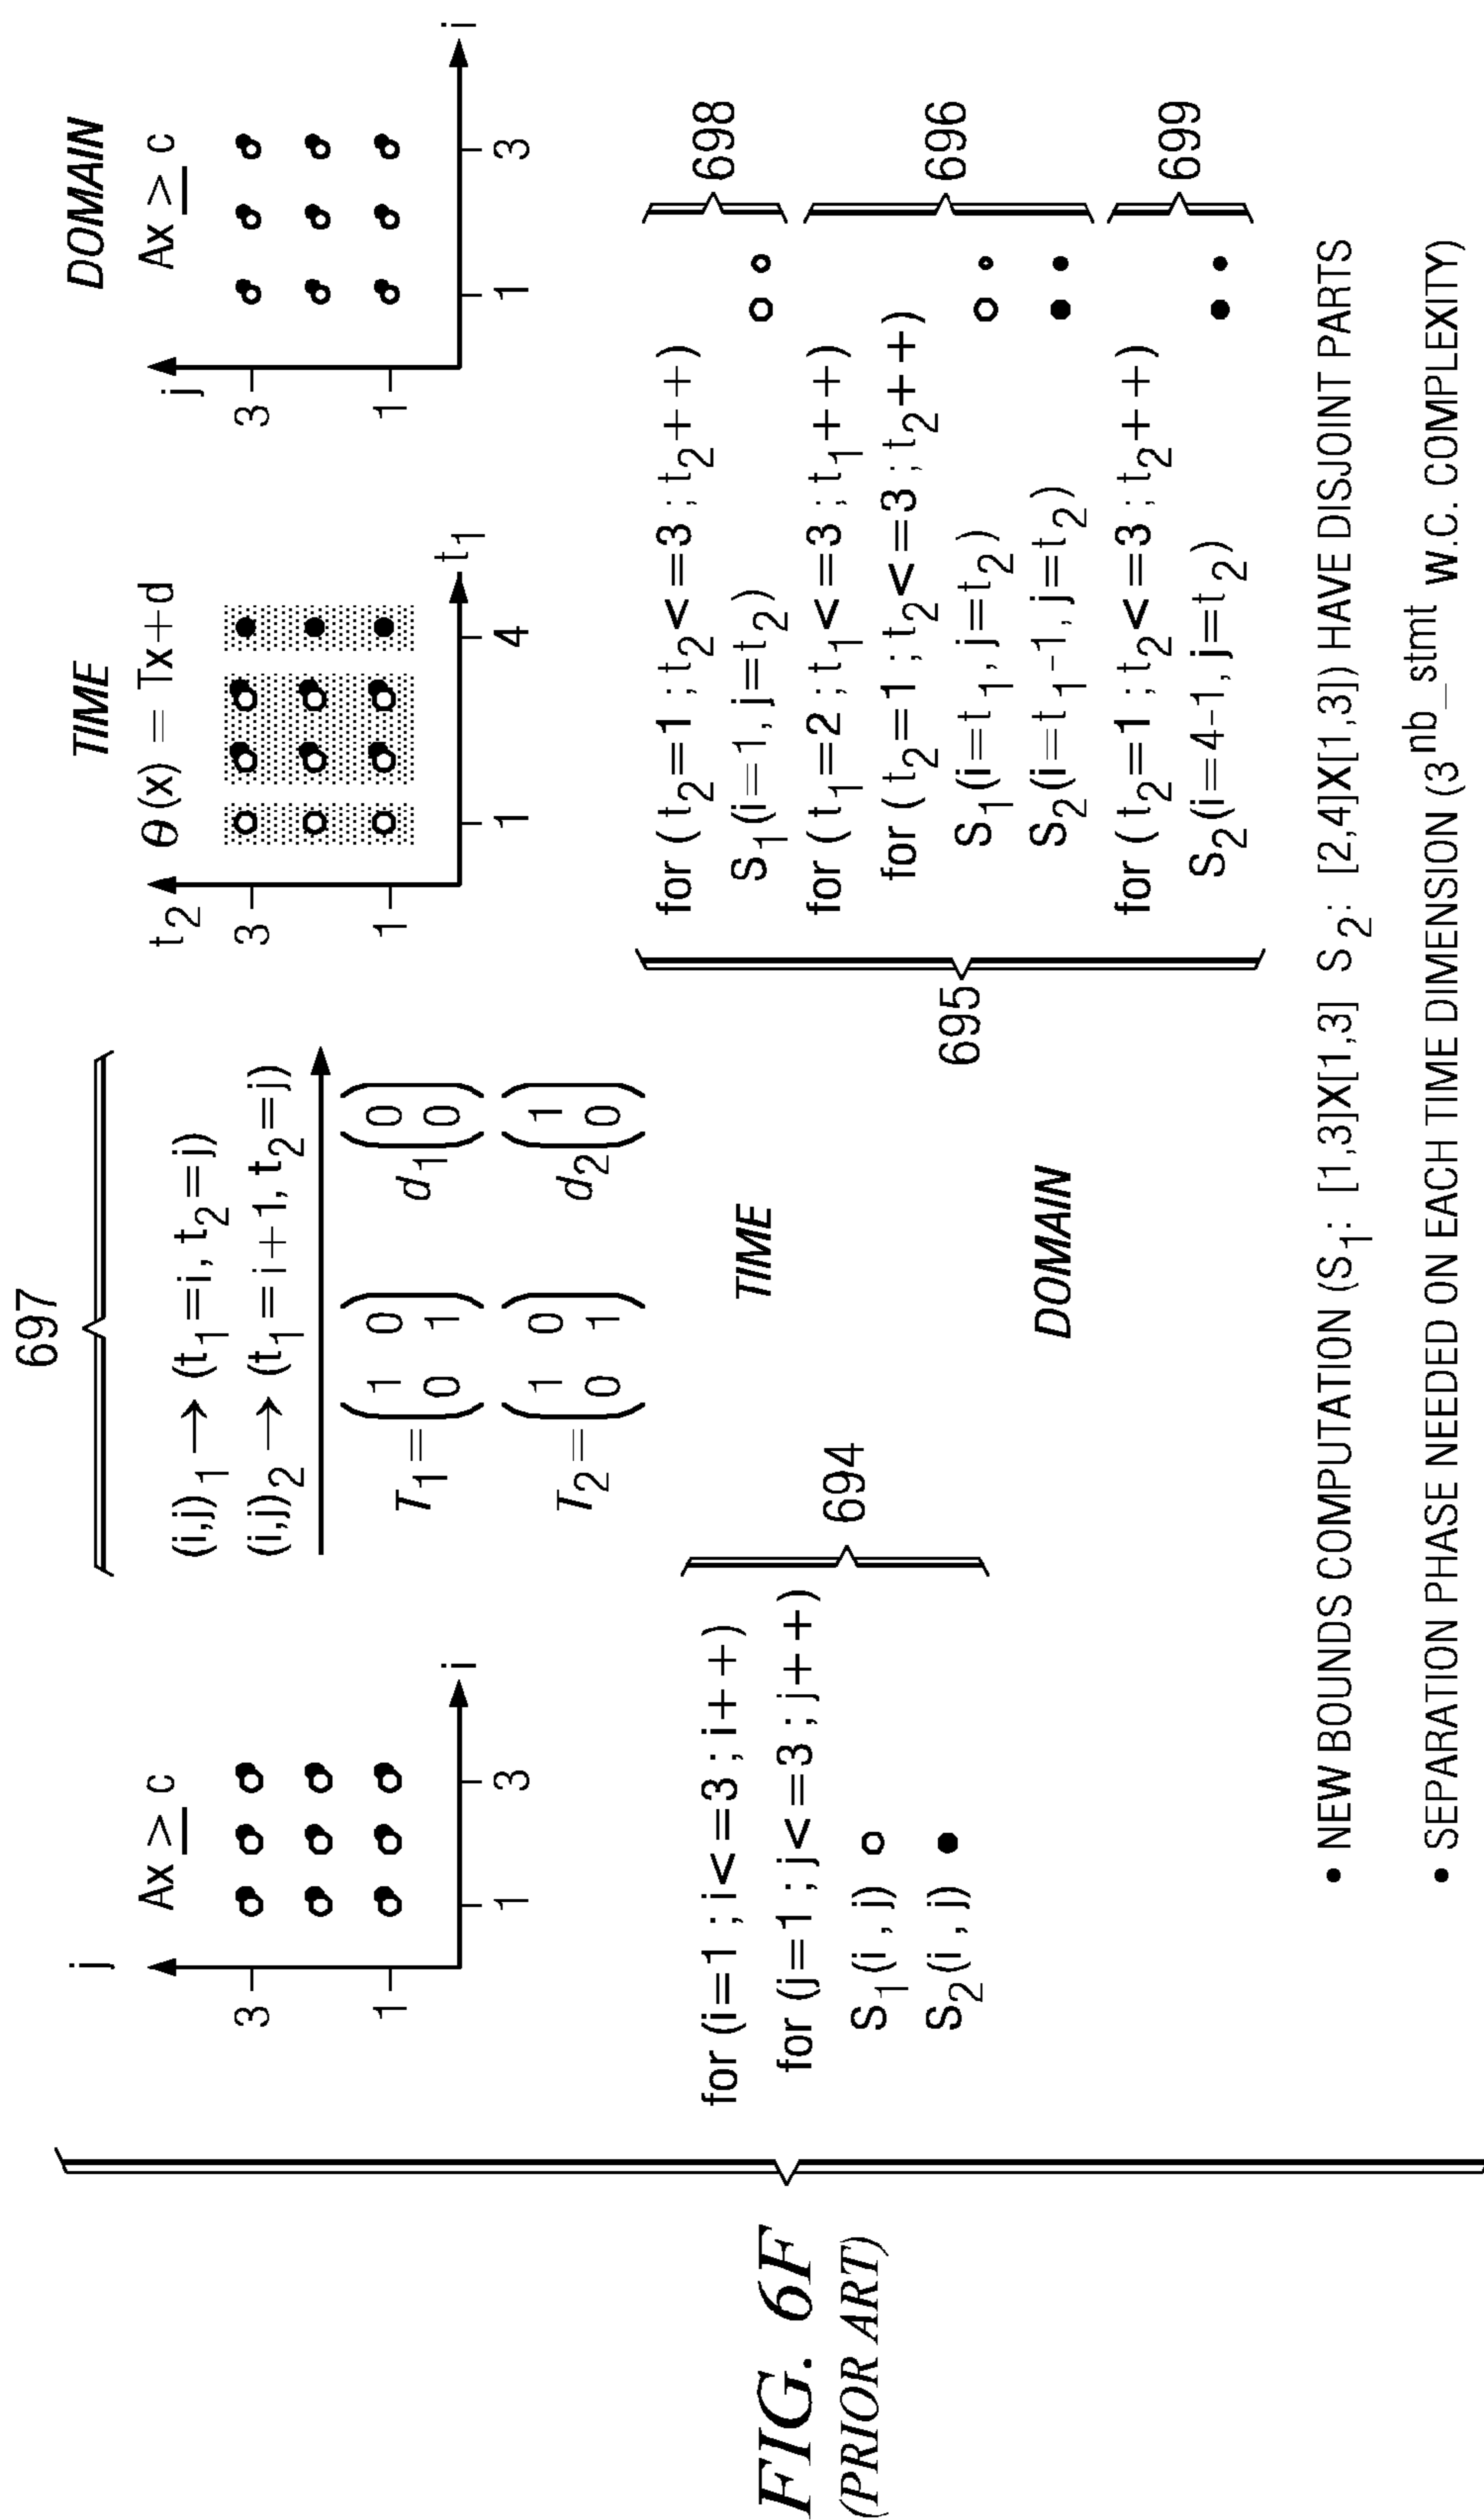 697
j
Ax ≥ c
3
1
1
3
i
(i,j)₁ → (t₁=i, t₂=j)
(i,j)₂ → (t₁=i+1, t₂=j)
T₁= ( 1 0 ) d₁ ( 0 )
( 0 1 ) ( 0 )
T₂= ( 1 0 ) d₂ ( 1 )
( 0 1 ) ( 0 )
TIME
θ (x) = Tx+d
t₂
3
1
1
4
t₁
DOMAIN
Ax ≥ c
j
3
1
1
3
i
for (i=1 ; i<=3 ; i++)
for (j=1 ; j<=3 ; j++)
S₁(i , j)
S₂(i , j)
694
TIME
DOMAIN
695
for ( t₂=1 ; t₂<=3 ; t₂++)
S₁(i=1, j=t₂)
698
for ( t₁=2 ; t₁<=3 ; t₁++)
for ( t₂=1 ; t₂<=3 ; t₂++)
S₁(i=t₁, j=t₂)
S₂(i=t₁-1, j=t₂)
696
for ( t₂=1 ; t₂<=3 ; t₂++)
S₂(i=4-1, j=t₂)
699
• NEW BOUNDS COMPUTATION (S₁: [1,3]X[1,3] S₂: [2,4]X[1,3]) HAVE DISJOINT PARTS
• SEPARATION PHASE NEEDED ON EACH TIME DIMENSION (3^nb_stmt W.C. COMPLEXITY)
FIG. 6F
(PRIOR ART)